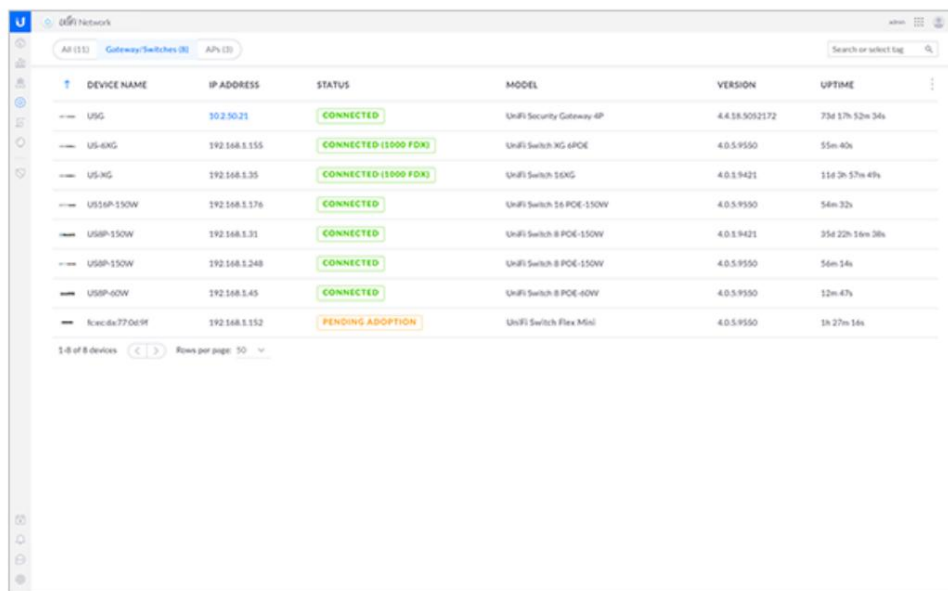 U UniFi Network admin
All (11) Gateway/Switches (8) APs (3) Search or select tag
DEVICE NAME IP ADDRESS STATUS MODEL VERSION UPTIME
USG 10.2.50.21 CONNECTED UniFi Security Gateway 4P 4.4.18.5052172 73d 17h 52m 34s
US-6XG 192.168.1.155 CONNECTED (1000 FDX) UniFi Switch XG 6POE 4.0.5.9550 55m 40s
US-XG 192.168.1.35 CONNECTED (1000 FDX) UniFi Switch 16XG 4.0.1.9421 11d 3h 57m 49s
US16P-150W 192.168.1.176 CONNECTED UniFi Switch 16 POE-150W 4.0.5.9550 54m 32s
US8P-150W 192.168.1.31 CONNECTED UniFi Switch 8 POE-150W 4.0.1.9421 35d 22h 16m 38s
US8P-150W 192.168.1.248 CONNECTED UniFi Switch 8 POE-150W 4.0.5.9550 56m 14s
US8P-60W 192.168.1.45 CONNECTED UniFi Switch 8 POE-60W 4.0.5.9550 12m 47s
fc:ec:da:77:0d:9f 192.168.1.152 PENDING ADOPTION UniFi Switch Flex Mini 4.0.5.9550 1h 27m 16s
1-8 of 8 devices Rows per page: 50